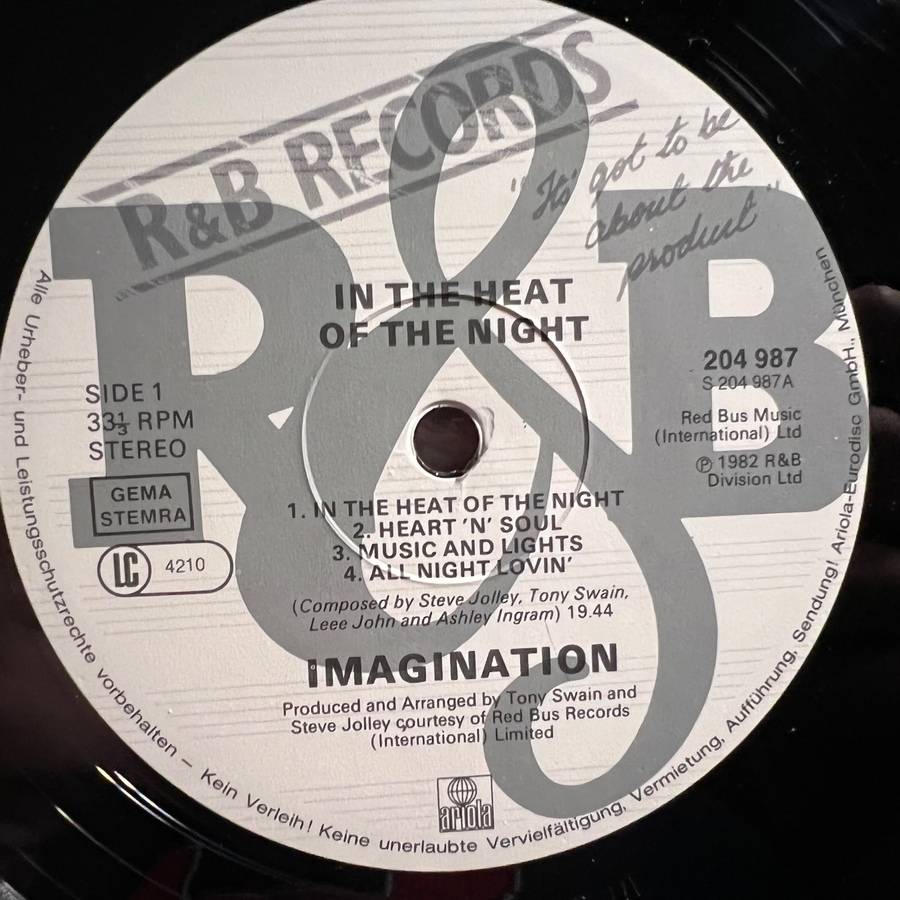 R&B RECORDS
"Its got to be
about the
product"
R&B
IN THE HEAT
OF THE NIGHT
204 987
S 204 987A
Red Bus Music
(International) Ltd
℗ 1982 R&B
Division Ltd
SIDE 1
33⅓ RPM
STEREO
GEMA
STEMRA
LC 4210
1. IN THE HEAT OF THE NIGHT
2. HEART 'N' SOUL
3. MUSIC AND LIGHTS
4. ALL NIGHT LOVIN'
(Composed by Steve Jolley, Tony Swain,
Leee John and Ashley Ingram) 19.44
iMAGINATION
Produced and Arranged by Tony Swain and
Steve Jolley courtesy of Red Bus Records
(International) Limited
ariola
Alle Urheber- und Leistungsschutzrechte vorbehalten – Kein Verleih! Keine unerlaubte Vervielfältigung, Vermietung, Aufführung, Sendung! Ariola-Eurodisc GmbH., München